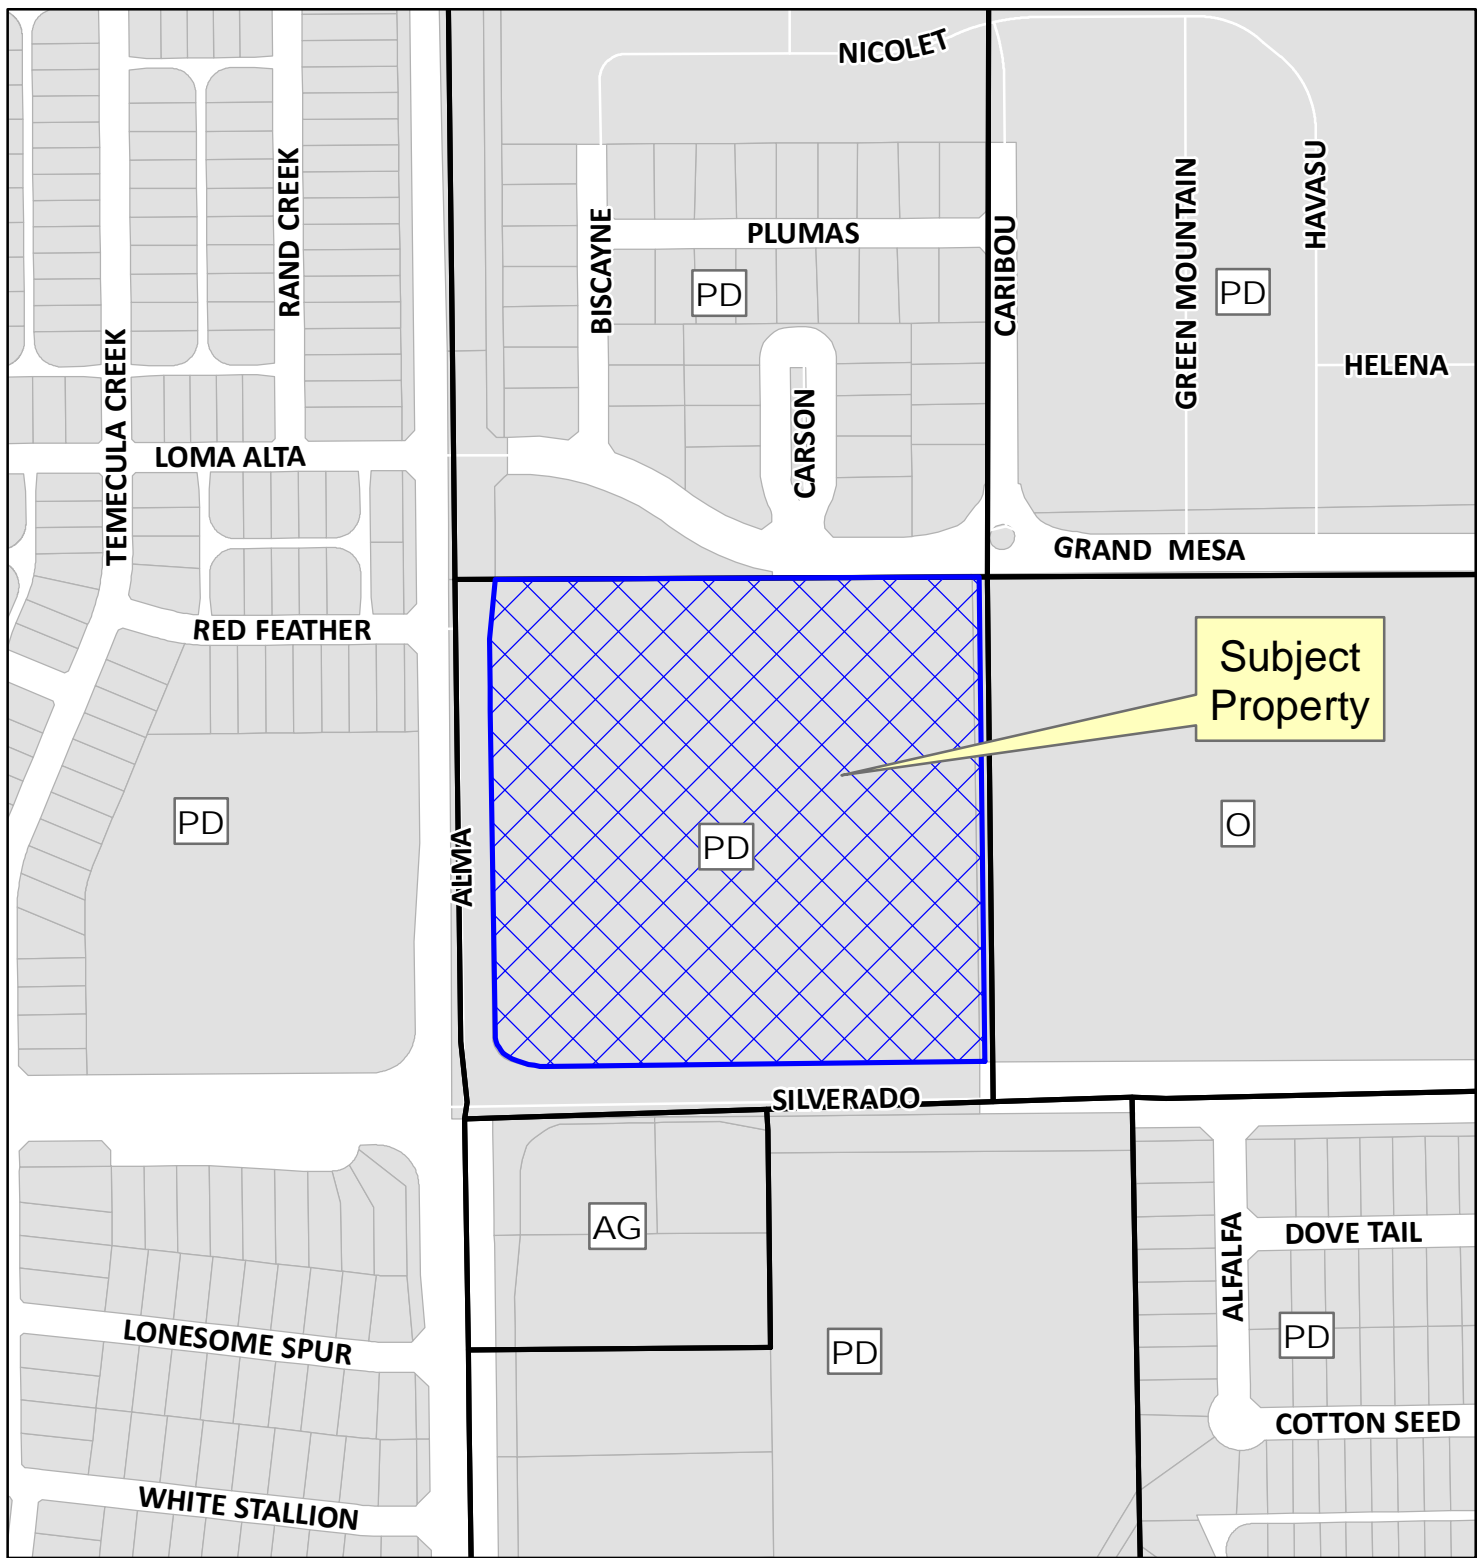 NICOLET
RAND CREEK
BISCAYNE
PLUMAS
CARIBOU
GREEN MOUNTAIN
HAVASU
PD
PD
HELENA
TEMECULA CREEK
CARSON
LOMA ALTA
GRAND MESA
RED FEATHER
Subject
Property
PD
ALMA
PD
O
SILVERADO
AG
ALFALFA
DOVE TAIL
LONESOME SPUR
PD
PD
COTTON SEED
WHITE STALLION